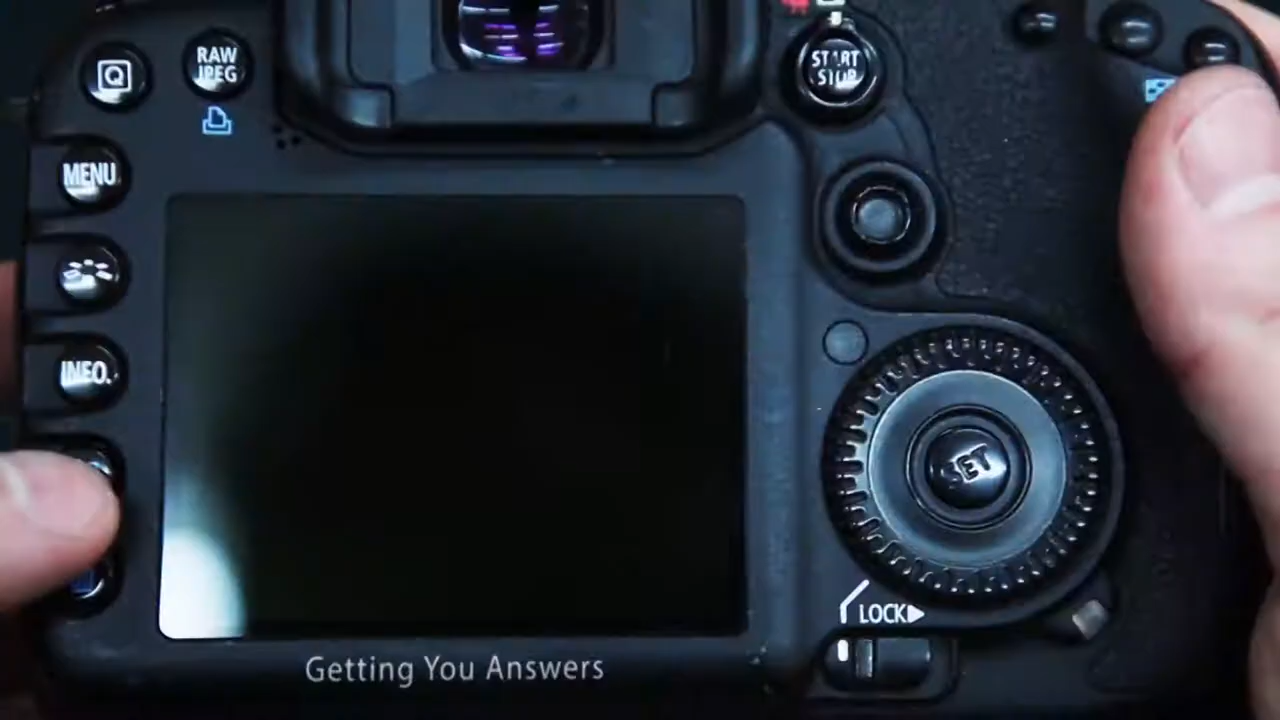 Q
RAW
JPEG
START
STOP
MENU
INFO.
SET
LOCK
Getting You Answers